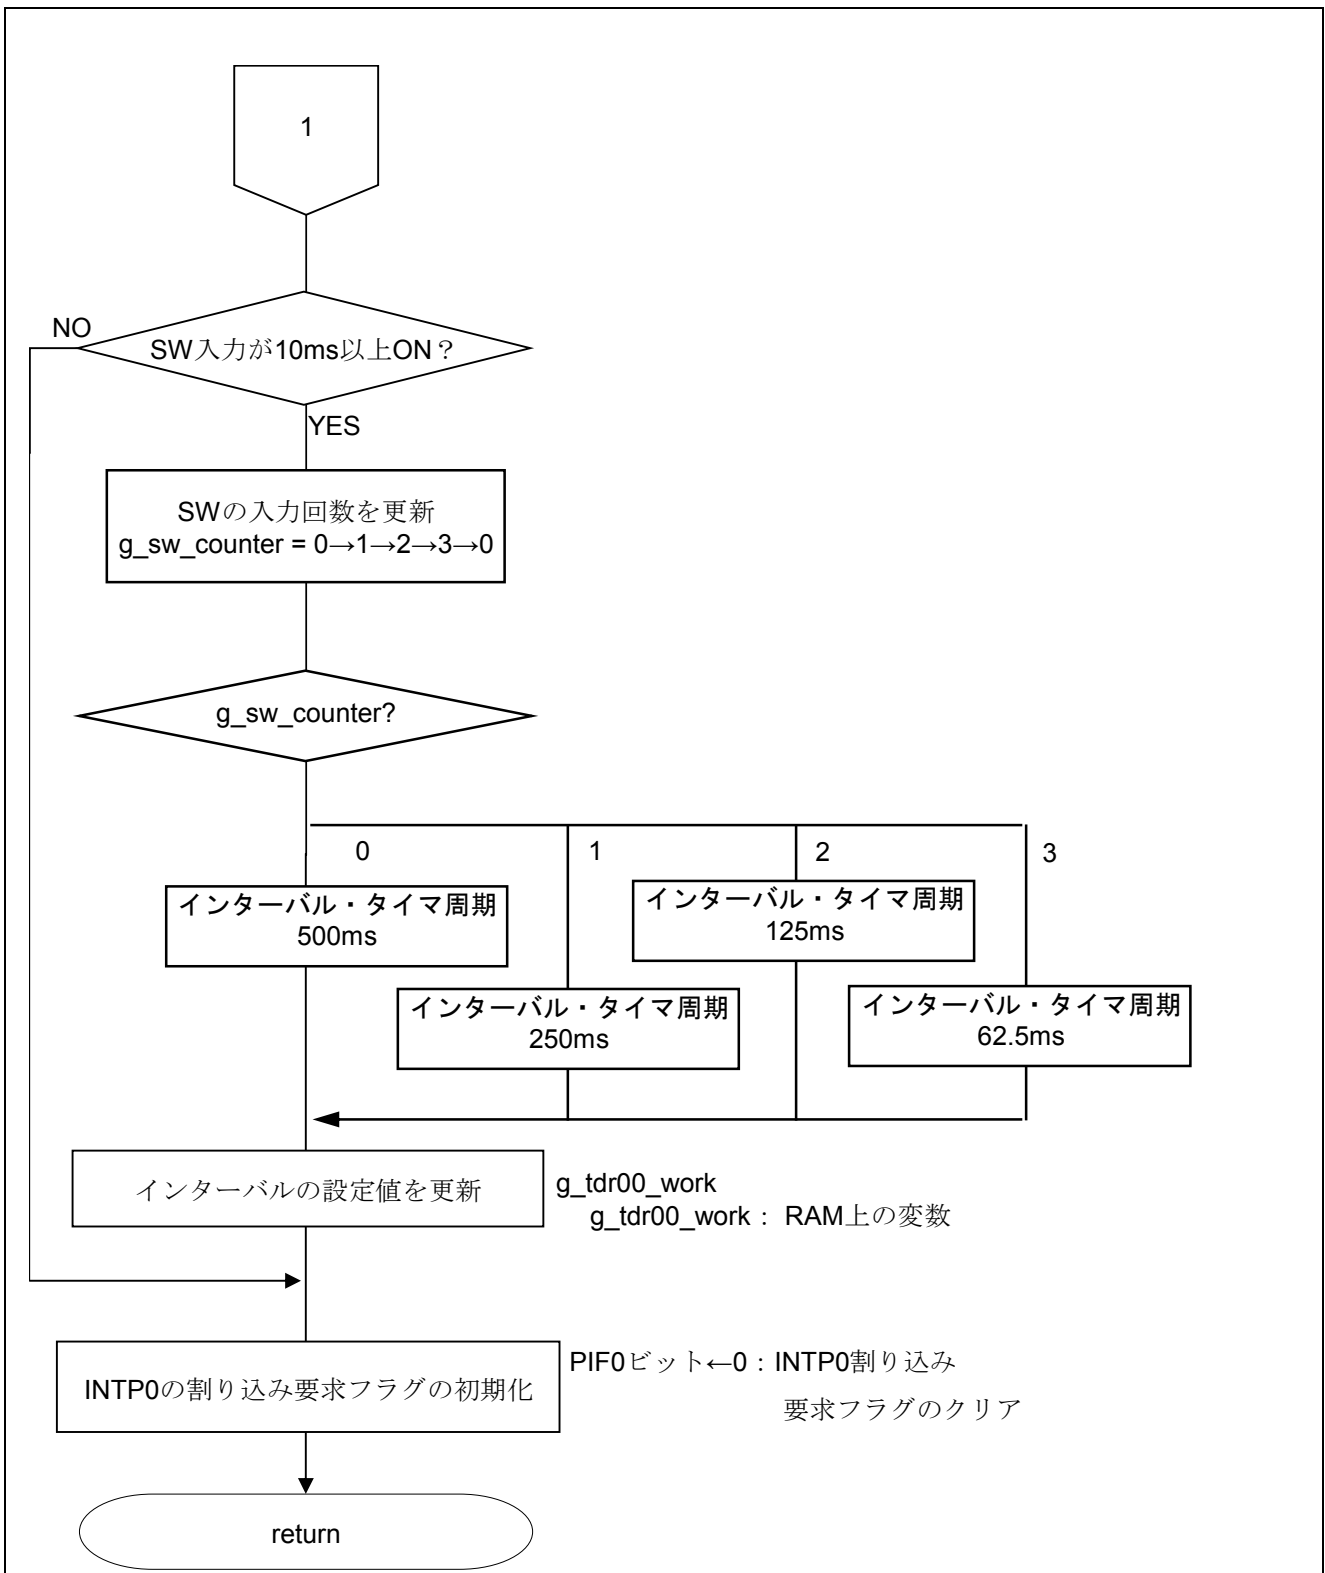 1
NO
SW入力が10ms以上ON？
YES
SWの入力回数を更新
g_sw_counter = 0→1→2→3→0
g_sw_counter?
0
1
2
3
インターバル・タイマ周期
500ms
インターバル・タイマ周期
125ms
インターバル・タイマ周期
250ms
インターバル・タイマ周期
62.5ms
インターバルの設定値を更新
g_tdr00_work
g_tdr00_work： RAM上の変数
INTP0の割り込み要求フラグの初期化
PIF0ビット←0：INTP0割り込み
要求フラグのクリア
return